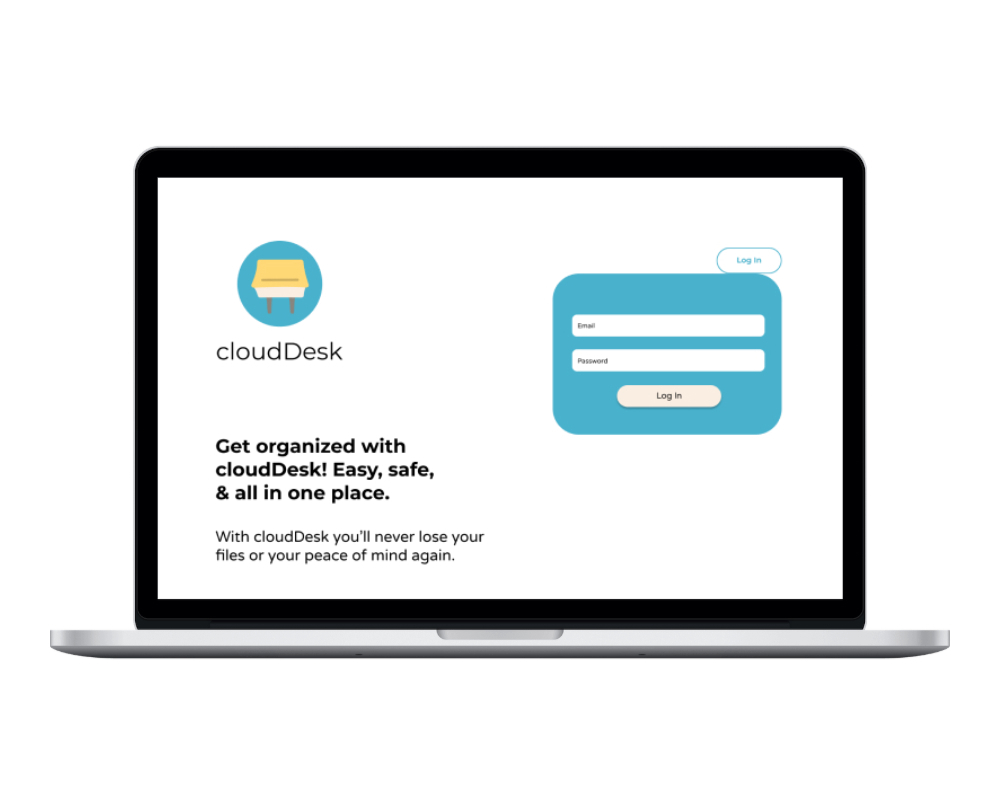 cloudDesk
Get organized with
cloudDesk! Easy, safe,
& all in one place.
With cloudDesk you’ll never lose your
files or your peace of mind again.
Log In
Email
Password
Log In